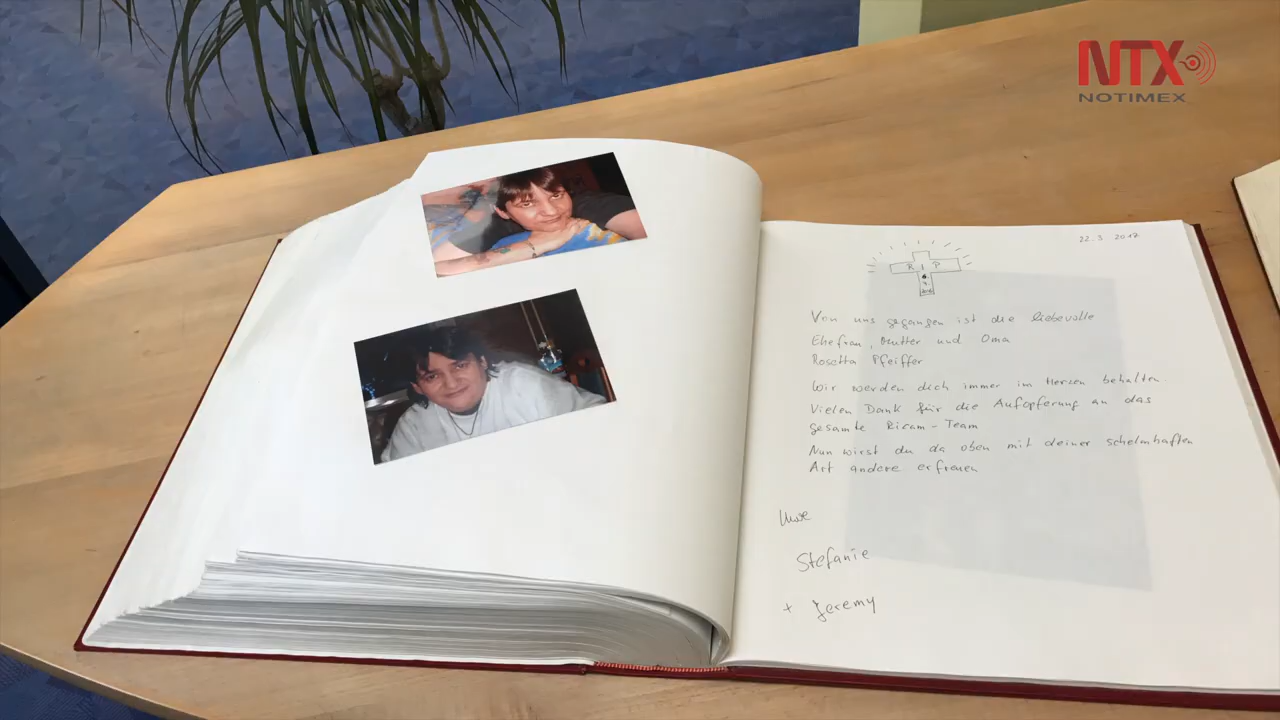 NTX
NOTIMEX
22.3 2017
R I P
Von uns gegangen ist die liebevolle
Ehefrau, Mutter und Oma
Rosetta Pfeiffer
Wir werden dich immer im Herzen behalten.
Vielen Dank für die Aufopferung an das
gesamte Ricam-Team
Nun wirst du da oben mit deiner schelmhaften
Art andere erfreuen
Uwe
Stefanie
+ Jeremy